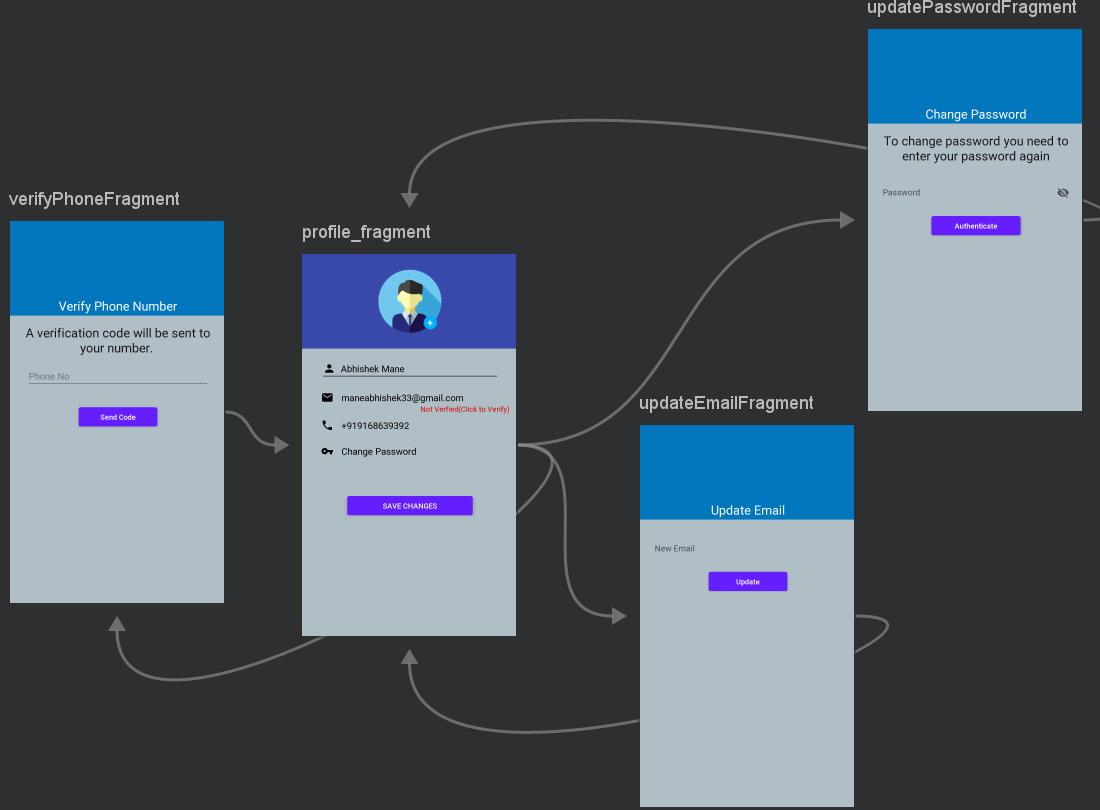 updatePasswordFragment
Change Password
To change password you need to
enter your password again
Password
Authenticate
verifyPhoneFragment
Verify Phone Number
A verification code will be sent to
your number.
Phone No
Send Code
profile_fragment
+
Abhishek Mane
maneabhishek33@gmail.com
Not Verfied(Click to Verify)
+919168639392
Change Password
SAVE CHANGES
updateEmailFragment
Update Email
New Email
Update